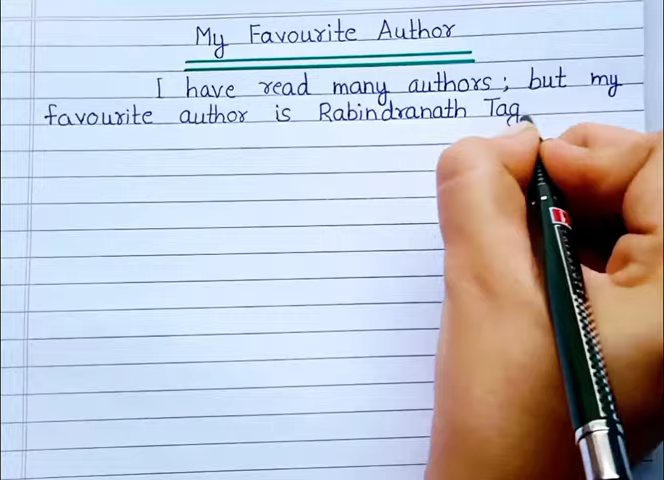 My Favourite Author
I have read many authors; but my
favourite author is Rabindranath Tag